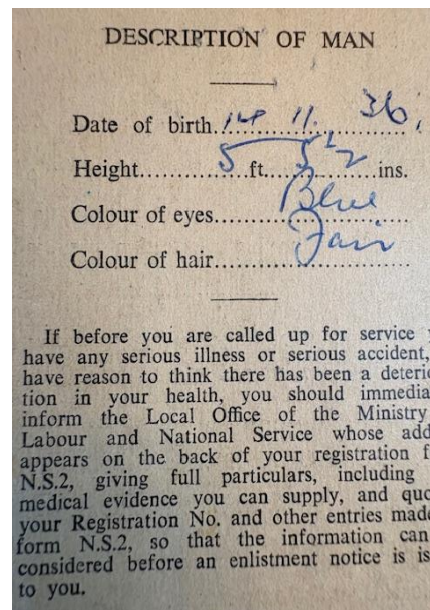 DESCRIPTION OF MAN
Date of birth 14 11. 36.
Height 5 ft. 5½ ins.
Colour of eyes Blue
Colour of hair Fair
If before you are called up for service
have any serious illness or serious accident,
have reason to think there has been a deterio
tion in your health, you should immedia
inform the Local Office of the Ministry
Labour and National Service whose add
appears on the back of your registration f
N.S.2, giving full particulars, including
medical evidence you can supply, and quo
your Registration No. and other entries made
form N.S.2, so that the information can
considered before an enlistment notice is is
to you.